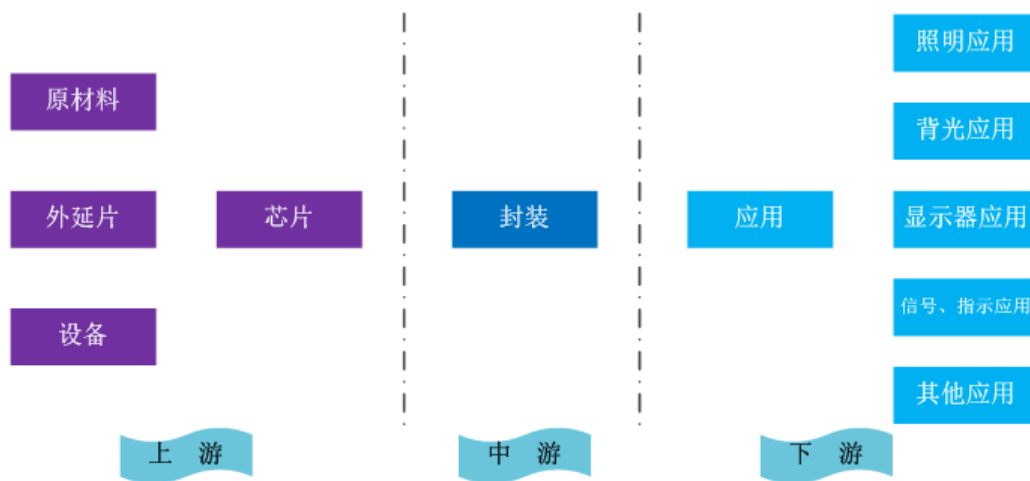 照明应用
原材料
背光应用
外延片
芯片
封装
应用
显示器应用
信号、指示应用
设备
其他应用
上 游
中 游
下 游